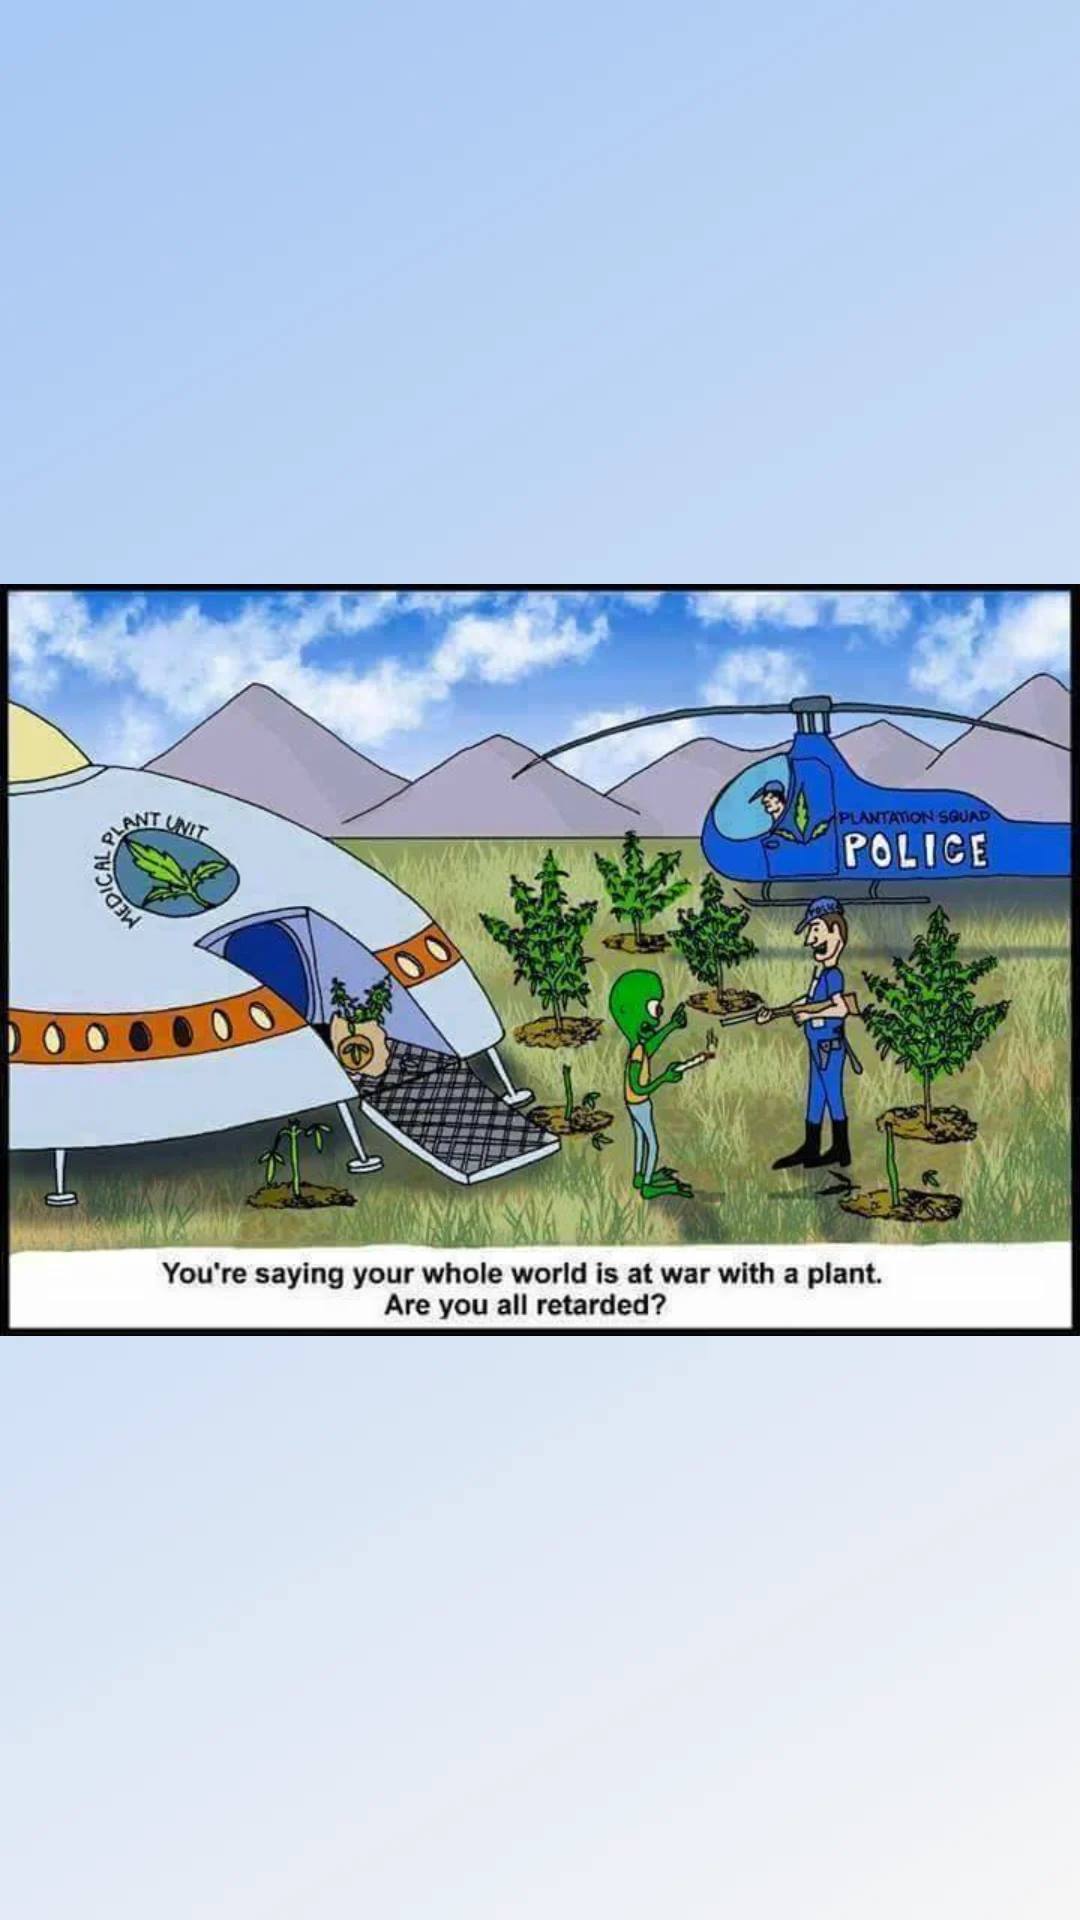 MEDICAL PLANT UNIT
PLANTATION SQUAD
POLICE
POLICE
You're saying your whole world is at war with a plant.
Are you all retarded?